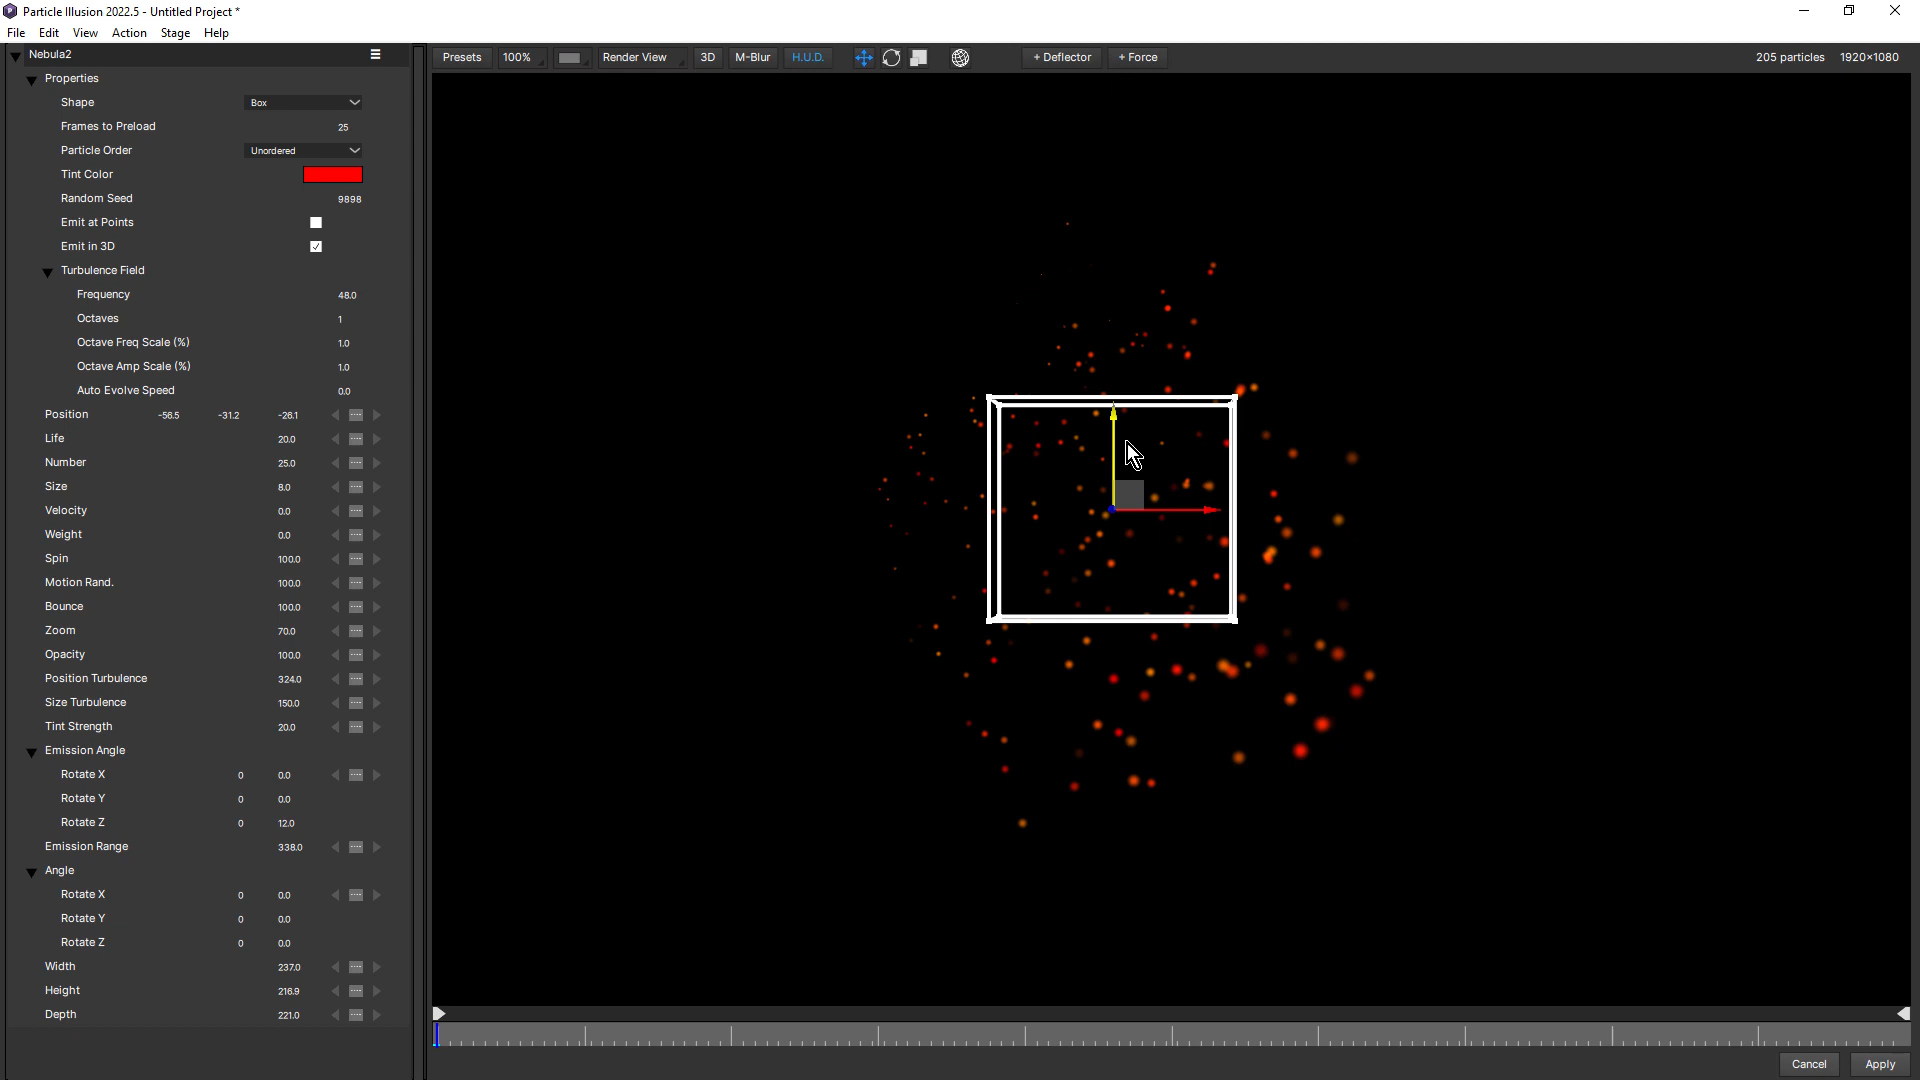 Particle Illusion 2022.5 - Untitled Project *
File Edit View Action Stage Help
Nebula2
Presets 100% Render View 3D M-Blur H.U.D. + Deflector + Force 205 particles 1920×1080
Properties
Shape Box
Frames to Preload 25
Particle Order Unordered
Tint Color
Random Seed 9898
Emit at Points
Emit in 3D
Turbulence Field
Frequency 48.0
Octaves 1
Octave Freq Scale (%) 1.0
Octave Amp Scale (%) 1.0
Auto Evolve Speed 0.0
Position -56.5 -31.2 -26.1
Life 20.0
Number 25.0
Size 8.0
Velocity 0.0
Weight 0.0
Spin 100.0
Motion Rand. 100.0
Bounce 100.0
Zoom 70.0
Opacity 100.0
Position Turbulence 324.0
Size Turbulence 150.0
Tint Strength 20.0
Emission Angle
Rotate X 0 0.0
Rotate Y 0 0.0
Rotate Z 0 12.0
Emission Range 338.0
Angle
Rotate X 0 0.0
Rotate Y 0 0.0
Rotate Z 0 0.0
Width 237.0
Height 216.9
Depth 221.0
Cancel Apply